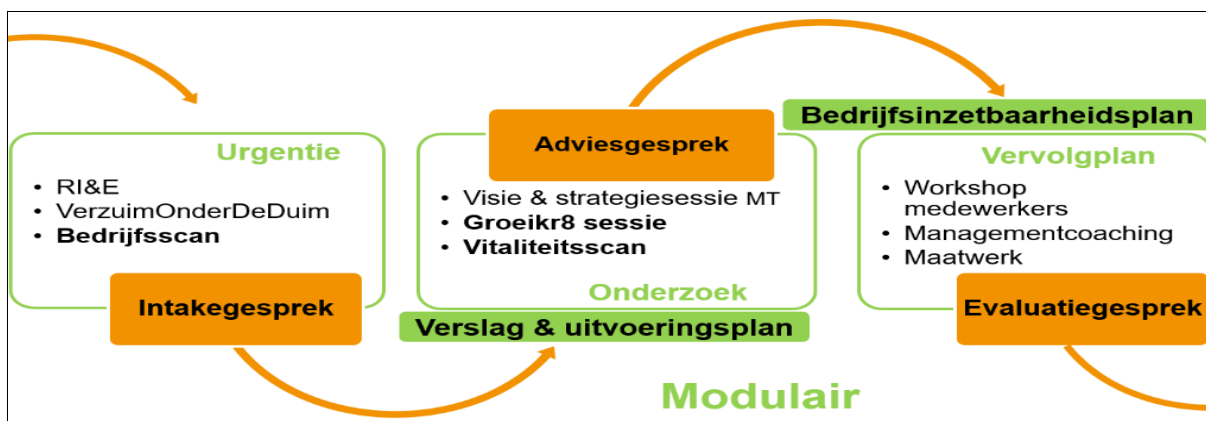 Urgentie
• RI&E
• VerzuimOnderDeDuim
• Bedrijfsscan
Intakegesprek
Adviesgesprek
• Visie & strategiesessie MT
• Groeikr8 sessie
• Vitaliteitsscan
Onderzoek
Verslag & uitvoeringsplan
Bedrijfsinzetbaarheidsplan
Vervolgplan
• Workshop
medewerkers
• Managementcoaching
• Maatwerk
Evaluatiegesprek
Modulair